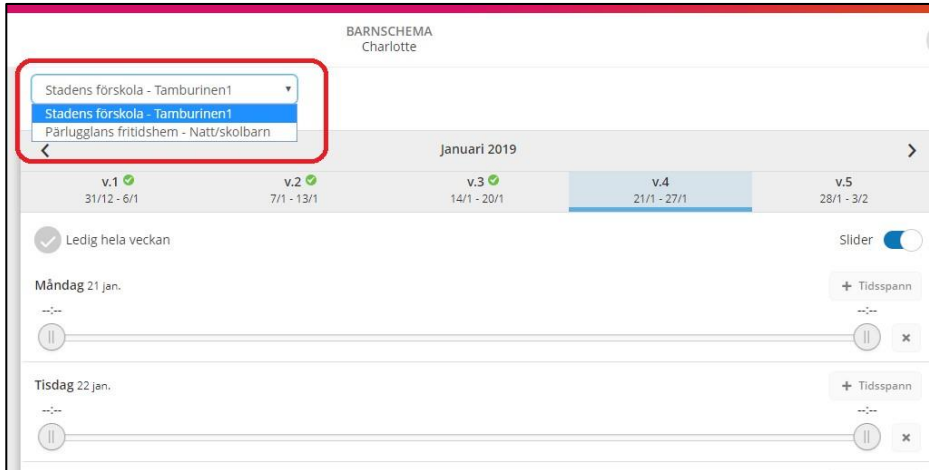 BARNSCHEMA
Charlotte
Stadens förskola - Tamburinen1
Stadens förskola - Tamburinen1
Pärlugglans fritidshem - Natt/skolbarn
Januari 2019
v.1 v.2 v.3 v.4 v.5
31/12 - 6/1 7/1 - 13/1 14/1 - 20/1 21/1 - 27/1 28/1 - 3/2
Ledig hela veckan Slider
Måndag 21 jan. + Tidsspann
--:-- --:--
Tisdag 22 jan. + Tidsspann
--:-- --:--